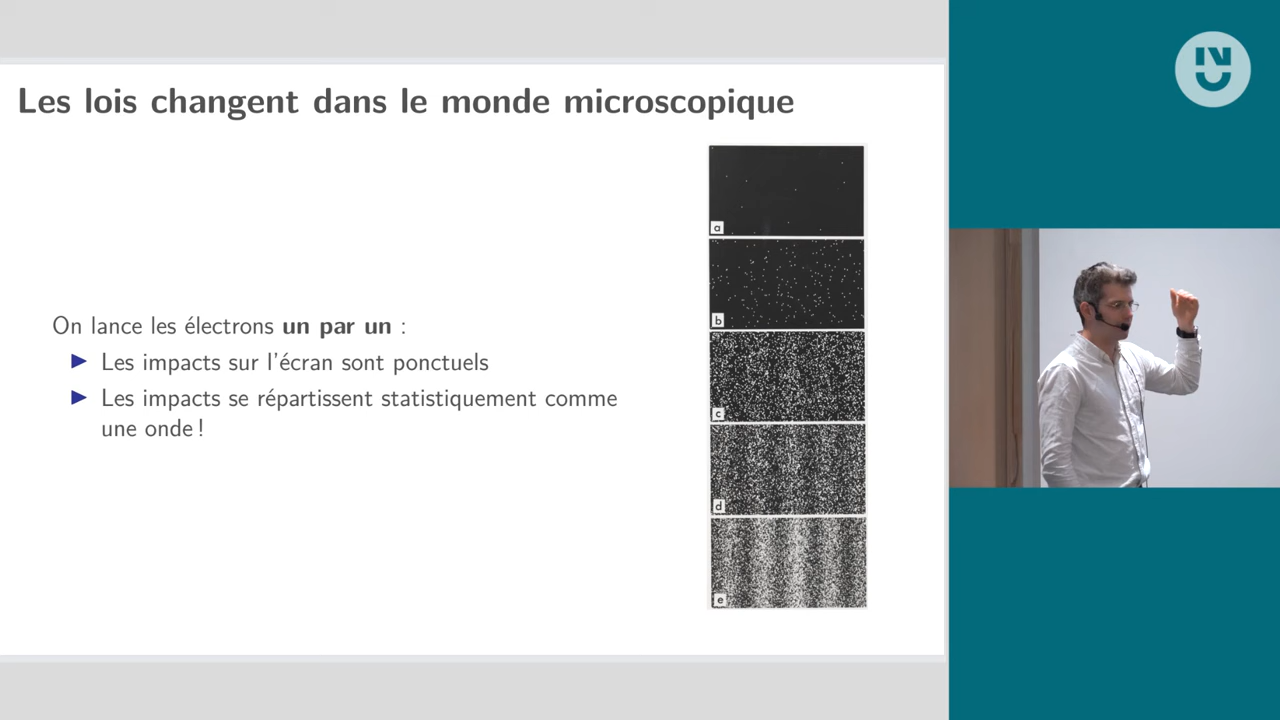 Les lois changent dans le monde microscopique
On lance les électrons un par un :
▶ Les impacts sur l'écran sont ponctuels
▶ Les impacts se répartissent statistiquement comme
une onde !
a
b
c
d
e